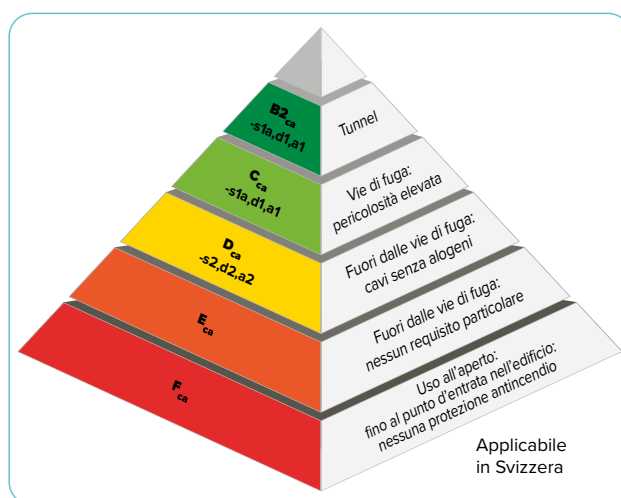 B2ca
-s1a,d1,a1
Tunnel
Cca
-s1a,d1,a1
Vie di fuga:
pericolosità elevata
Dca
-s2,d2,a2
Fuori dalle vie di fuga:
cavi senza alogeni
Eca
Fuori dalle vie di fuga:
nessun requisito particolare
Fca
Uso all'aperto:
fino al punto d'entrata nell'edificio:
nessuna protezione antincendio
Applicabile
in Svizzera